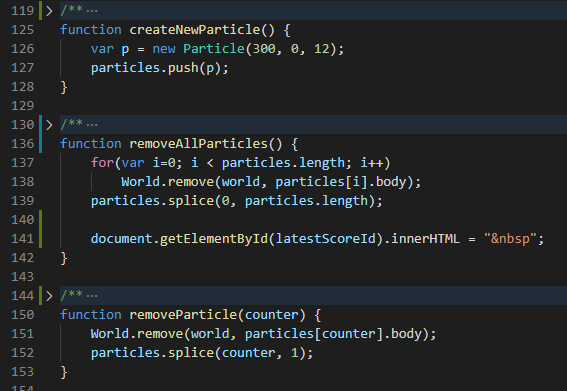 119 > /** ···
125 function createNewParticle() {
126     var p = new Particle(300, 0, 12);
127     particles.push(p);
128 }
129
130 > /** ···
136 function removeAllParticles() {
137     for(var i=0; i < particles.length; i++)
138         World.remove(world, particles[i].body);
139     particles.splice(0, particles.length);
140
141     document.getElementById(latestScoreId).innerHTML = "&nbsp";
142 }
143
144 > /** ···
150 function removeParticle(counter) {
151     World.remove(world, particles[counter].body);
152     particles.splice(counter, 1);
153 }
154